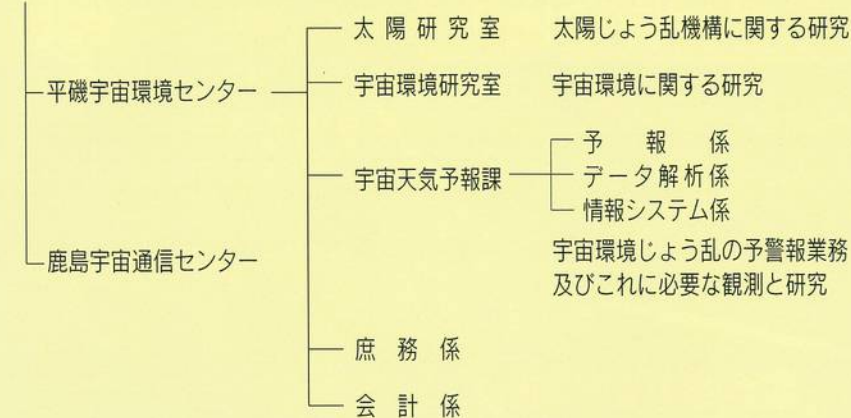 太陽研究室 太陽じょう乱機構に関する研究
平磯宇宙環境センター 宇宙環境研究室 宇宙環境に関する研究
予報係
宇宙天気予報課 データ解析係
情報システム係
鹿島宇宙通信センター
宇宙環境じょう乱の予警報業務
及びこれに必要な観測と研究
庶務係
会計係